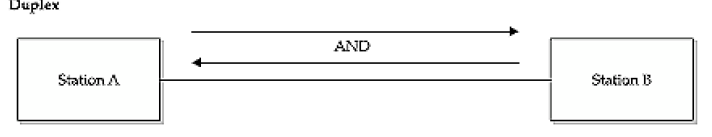 Duplex
AND
Station A
Station B